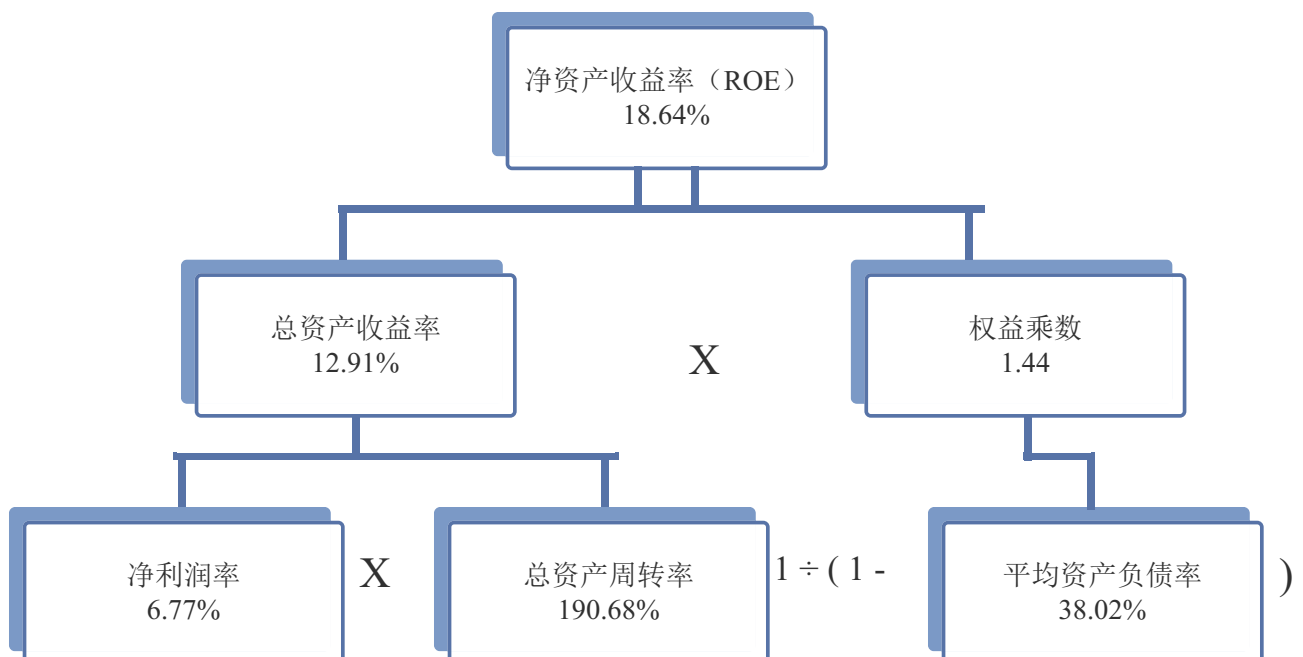 净资产收益率（ROE）
18.64%
总资产收益率
12.91%
X
权益乘数
1.44
净利润率
6.77%
X
总资产周转率
190.68%
1 ÷ ( 1 -
平均资产负债率
38.02%
)